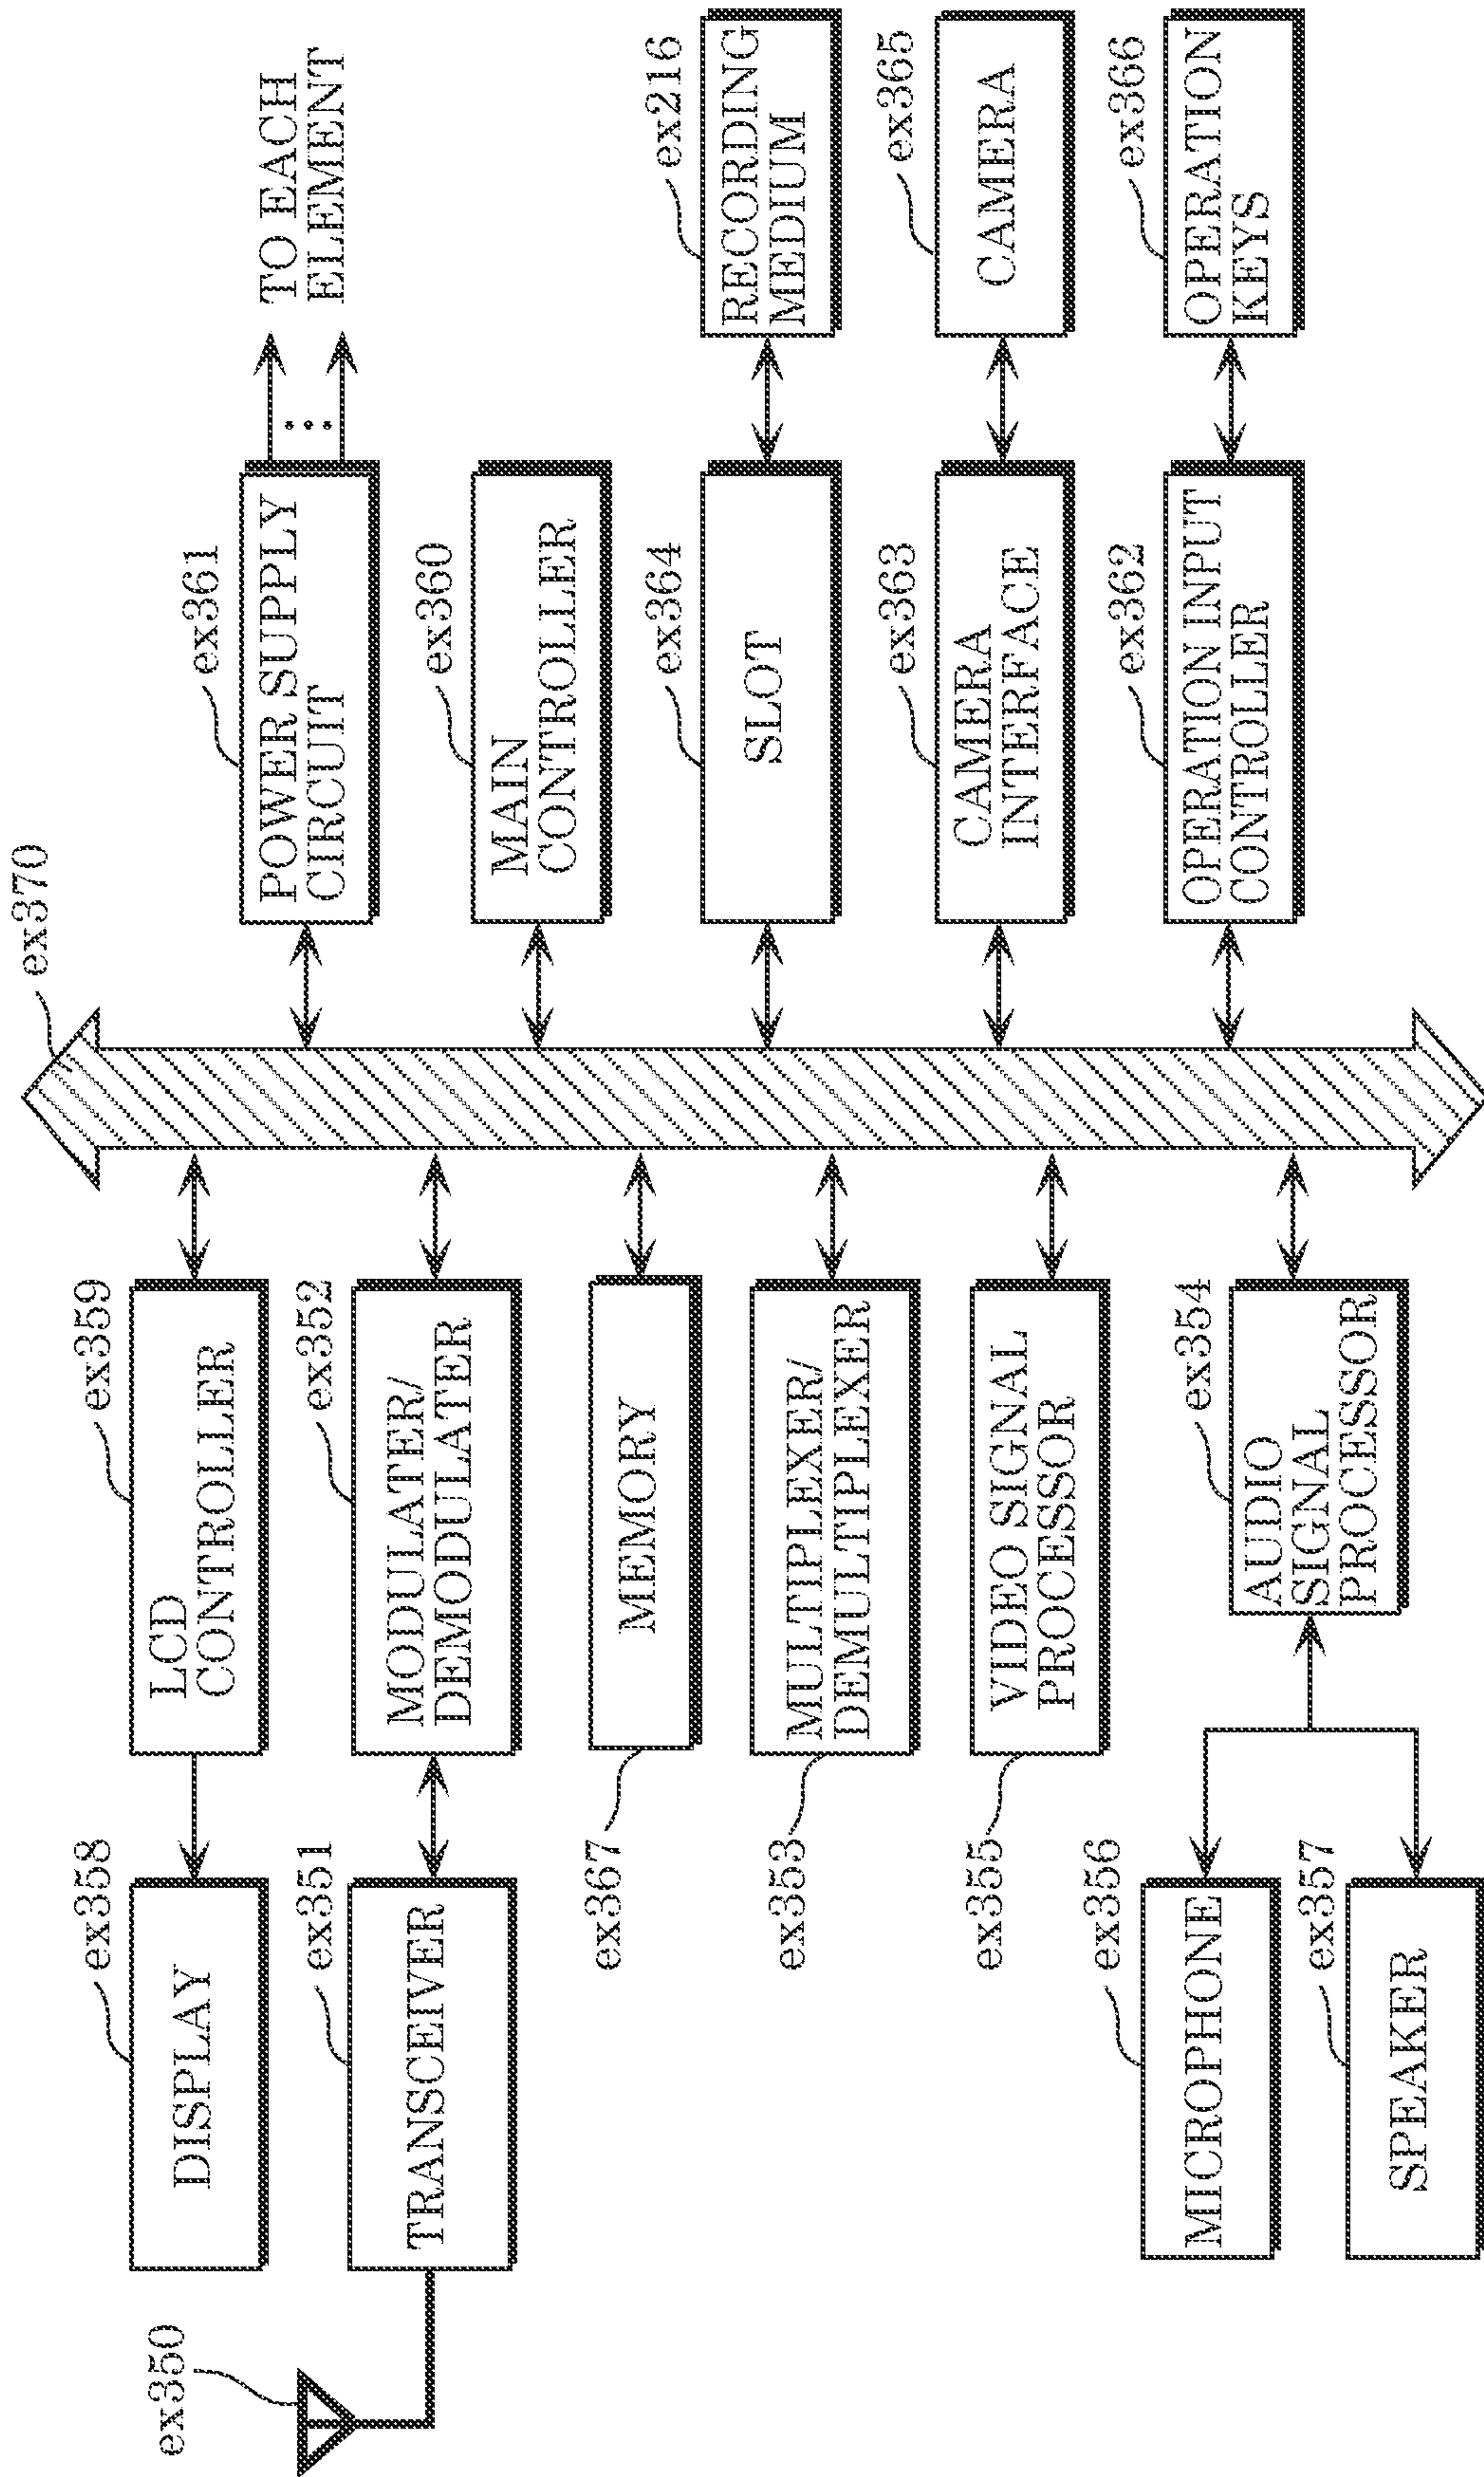 ex350
ex358
DISPLAY
ex359
LCD
CONTROLLER
ex351
TRANSCEIVER
ex352
MODULATER/
DEMODULATER
ex367
MEMORY
ex353
MULTIPLEXER/
DEMULTIPLEXER
ex355
VIDEO SIGNAL
PROCESSOR
ex356
MICROPHONE
ex357
SPEAKER
ex354
AUDIO
SIGNAL
PROCESSOR
ex370
ex361
POWER SUPPLY
CIRCUIT
TO EACH
ELEMENT
ex360
MAIN
CONTROLLER
ex364
SLOT
ex216
RECORDING
MEDIUM
ex363
CAMERA
INTERFACE
ex365
CAMERA
ex362
OPERATION INPUT
CONTROLLER
ex366
OPERATION
KEYS